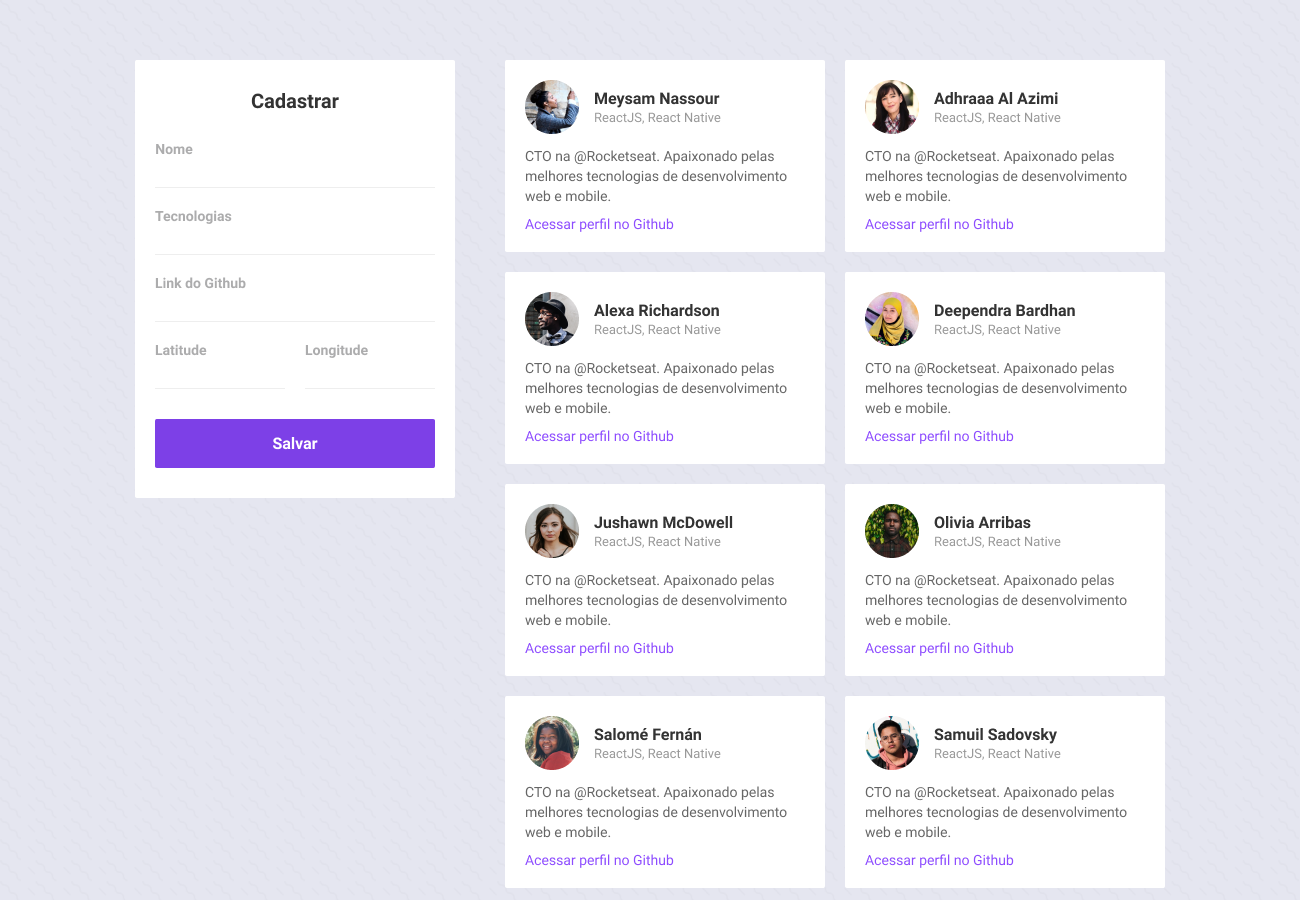 Cadastrar
Nome
Tecnologias
Link do Github
Latitude
Longitude
Salvar
Meysam Nassour
ReactJS, React Native
CTO na @Rocketseat. Apaixonado pelas
melhores tecnologias de desenvolvimento
web e mobile.
Acessar perfil no Github
Adhraaa Al Azimi
ReactJS, React Native
CTO na @Rocketseat. Apaixonado pelas
melhores tecnologias de desenvolvimento
web e mobile.
Acessar perfil no Github
Alexa Richardson
ReactJS, React Native
CTO na @Rocketseat. Apaixonado pelas
melhores tecnologias de desenvolvimento
web e mobile.
Acessar perfil no Github
Deependra Bardhan
ReactJS, React Native
CTO na @Rocketseat. Apaixonado pelas
melhores tecnologias de desenvolvimento
web e mobile.
Acessar perfil no Github
Jushawn McDowell
ReactJS, React Native
CTO na @Rocketseat. Apaixonado pelas
melhores tecnologias de desenvolvimento
web e mobile.
Acessar perfil no Github
Olivia Arribas
ReactJS, React Native
CTO na @Rocketseat. Apaixonado pelas
melhores tecnologias de desenvolvimento
web e mobile.
Acessar perfil no Github
Salomé Fernán
ReactJS, React Native
CTO na @Rocketseat. Apaixonado pelas
melhores tecnologias de desenvolvimento
web e mobile.
Acessar perfil no Github
Samuil Sadovsky
ReactJS, React Native
CTO na @Rocketseat. Apaixonado pelas
melhores tecnologias de desenvolvimento
web e mobile.
Acessar perfil no Github